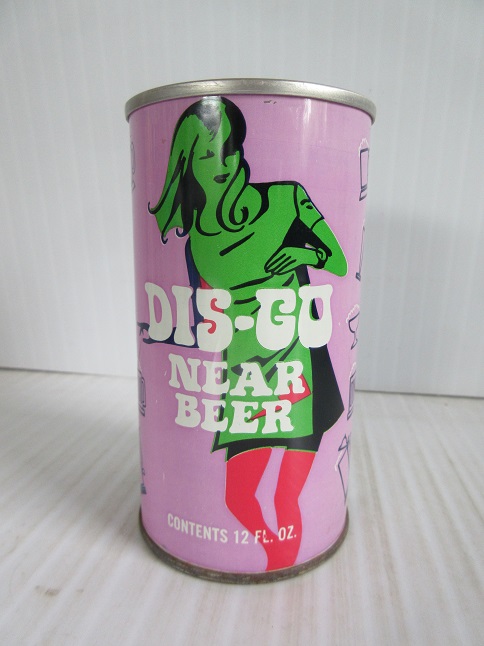 DIS-GO
NEAR
BEER
CONTENTS 12 FL. OZ.